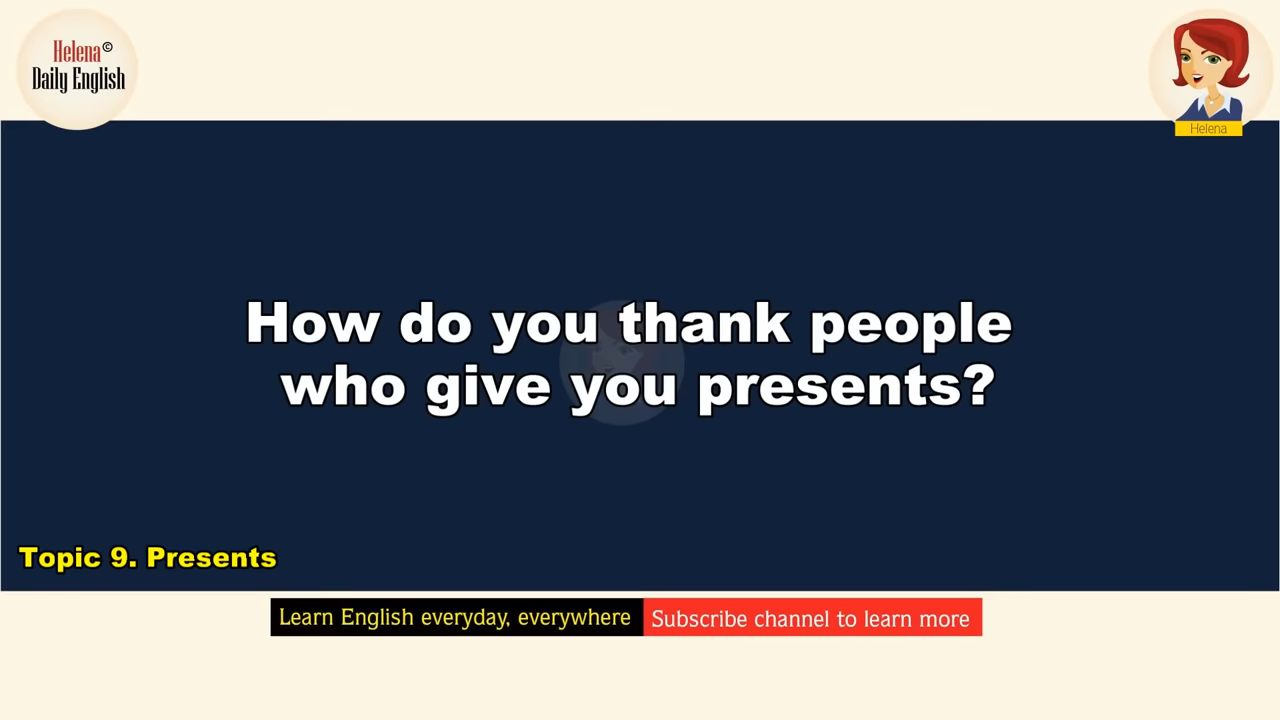 Helena©
Daily English
Helena
How do you thank people
who give you presents?
Topic 9. Presents
Learn English everyday, everywhere
Subscribe channel to learn more